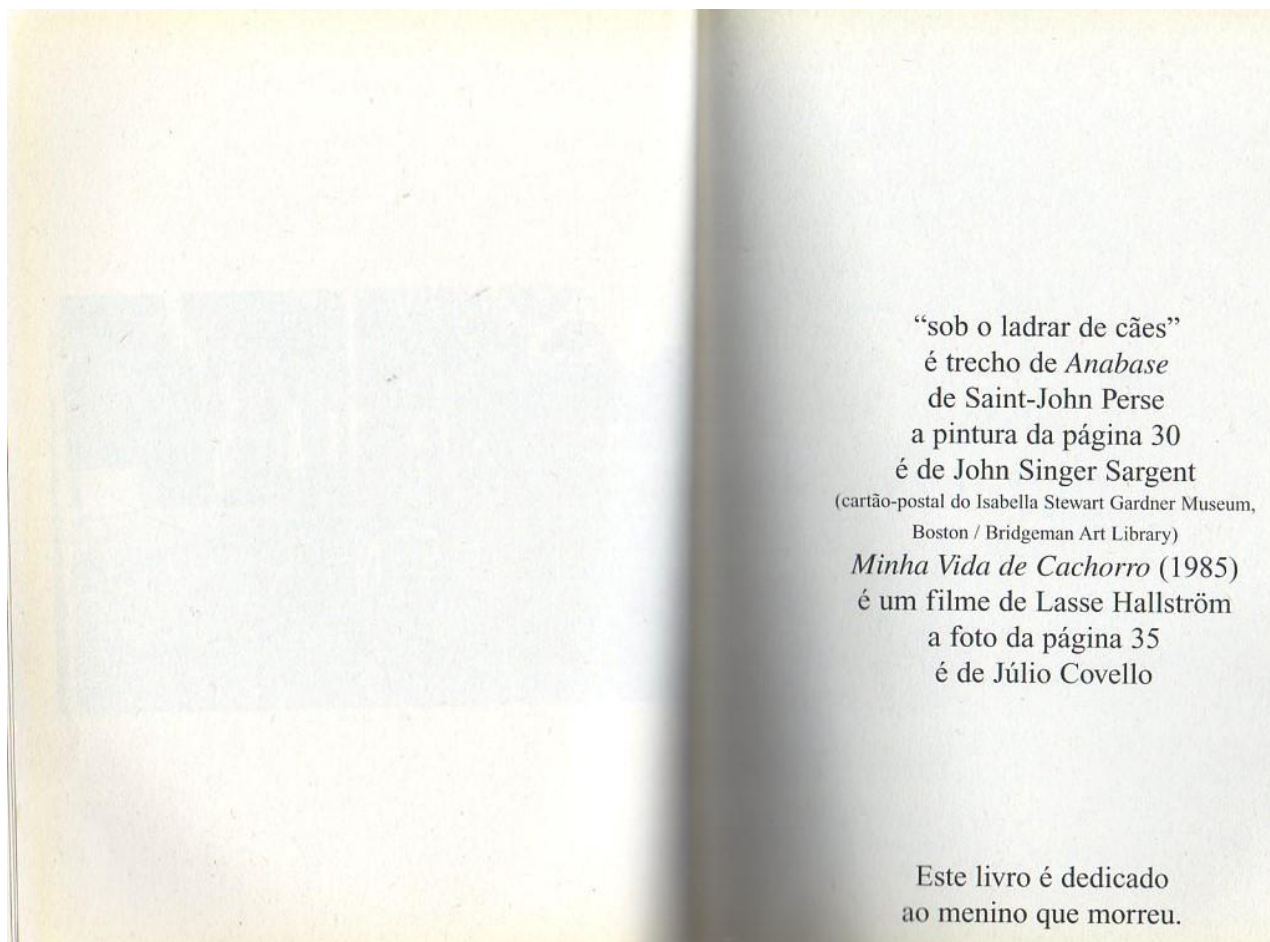 “sob o ladrar de cães”
é trecho de Anabase
de Saint-John Perse
a pintura da página 30
é de John Singer Sargent
(cartão-postal do Isabella Stewart Gardner Museum,
Boston / Bridgeman Art Library)
Minha Vida de Cachorro (1985)
é um filme de Lasse Hallström
a foto da página 35
é de Júlio Covello
Este livro é dedicado
ao menino que morreu.